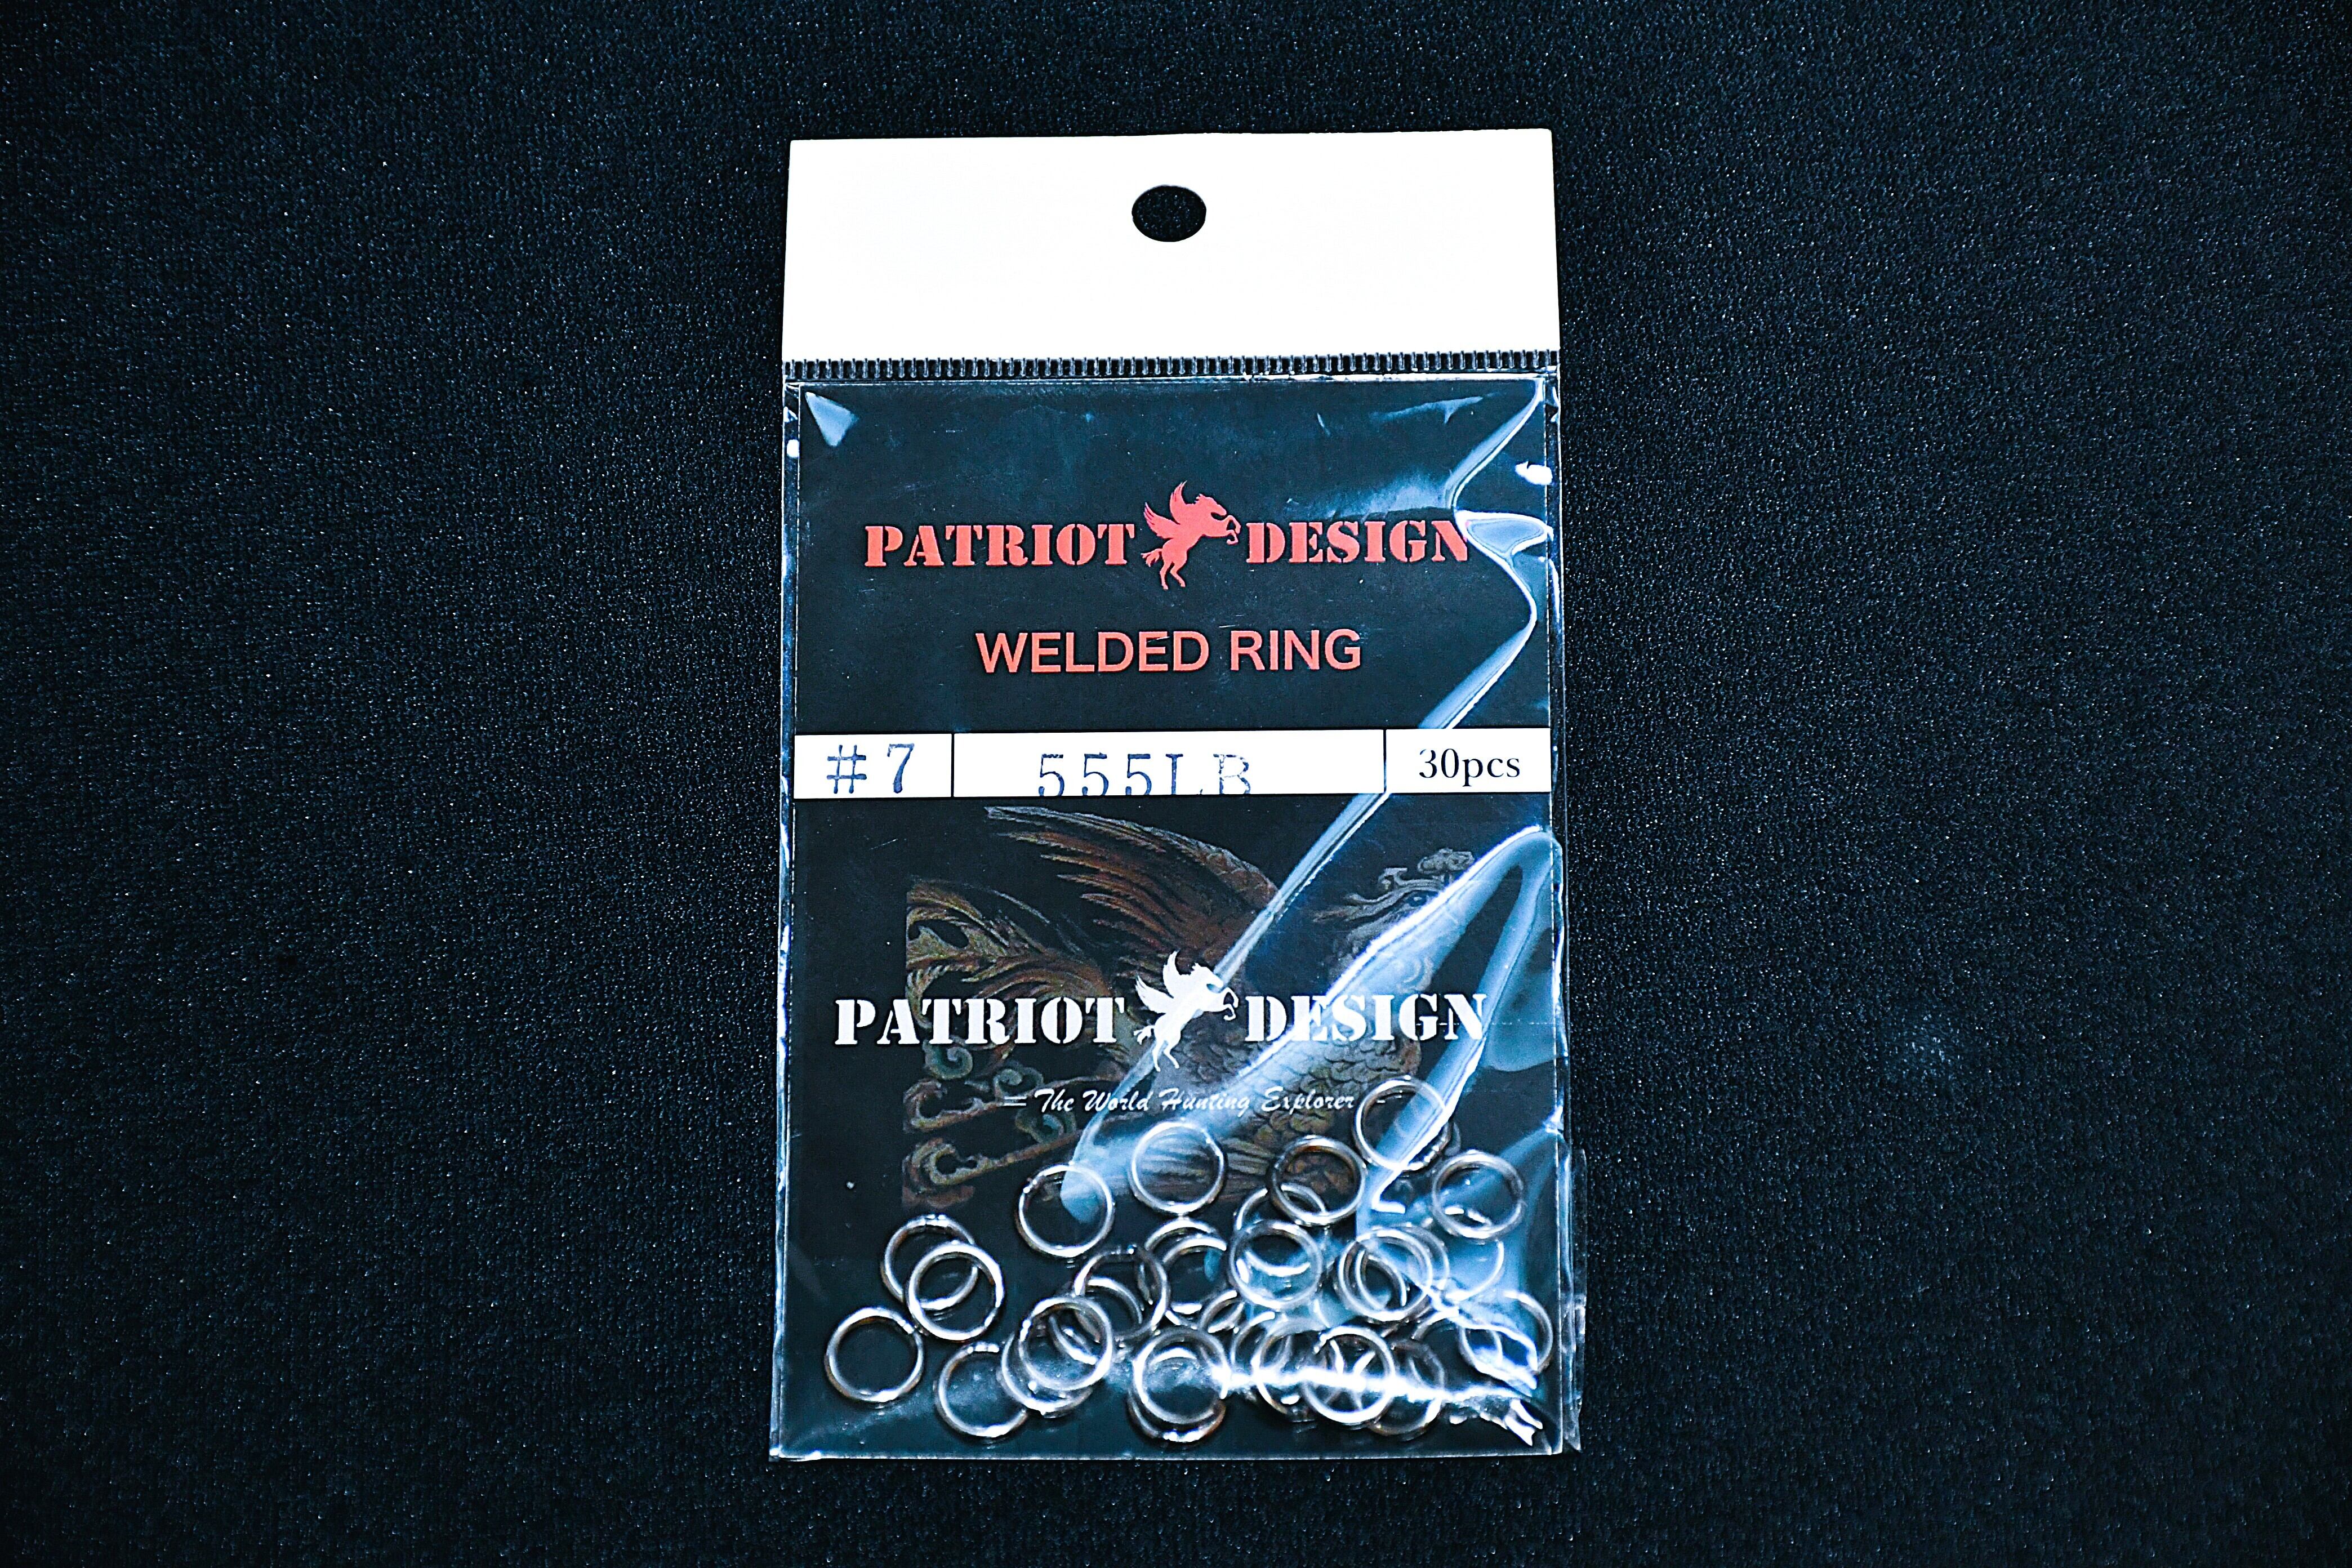 PATRIOT DESIGN
WELDED RING
#7 555LB 30pcs
PATRIOT DESIGN
The World Hunting Explorer